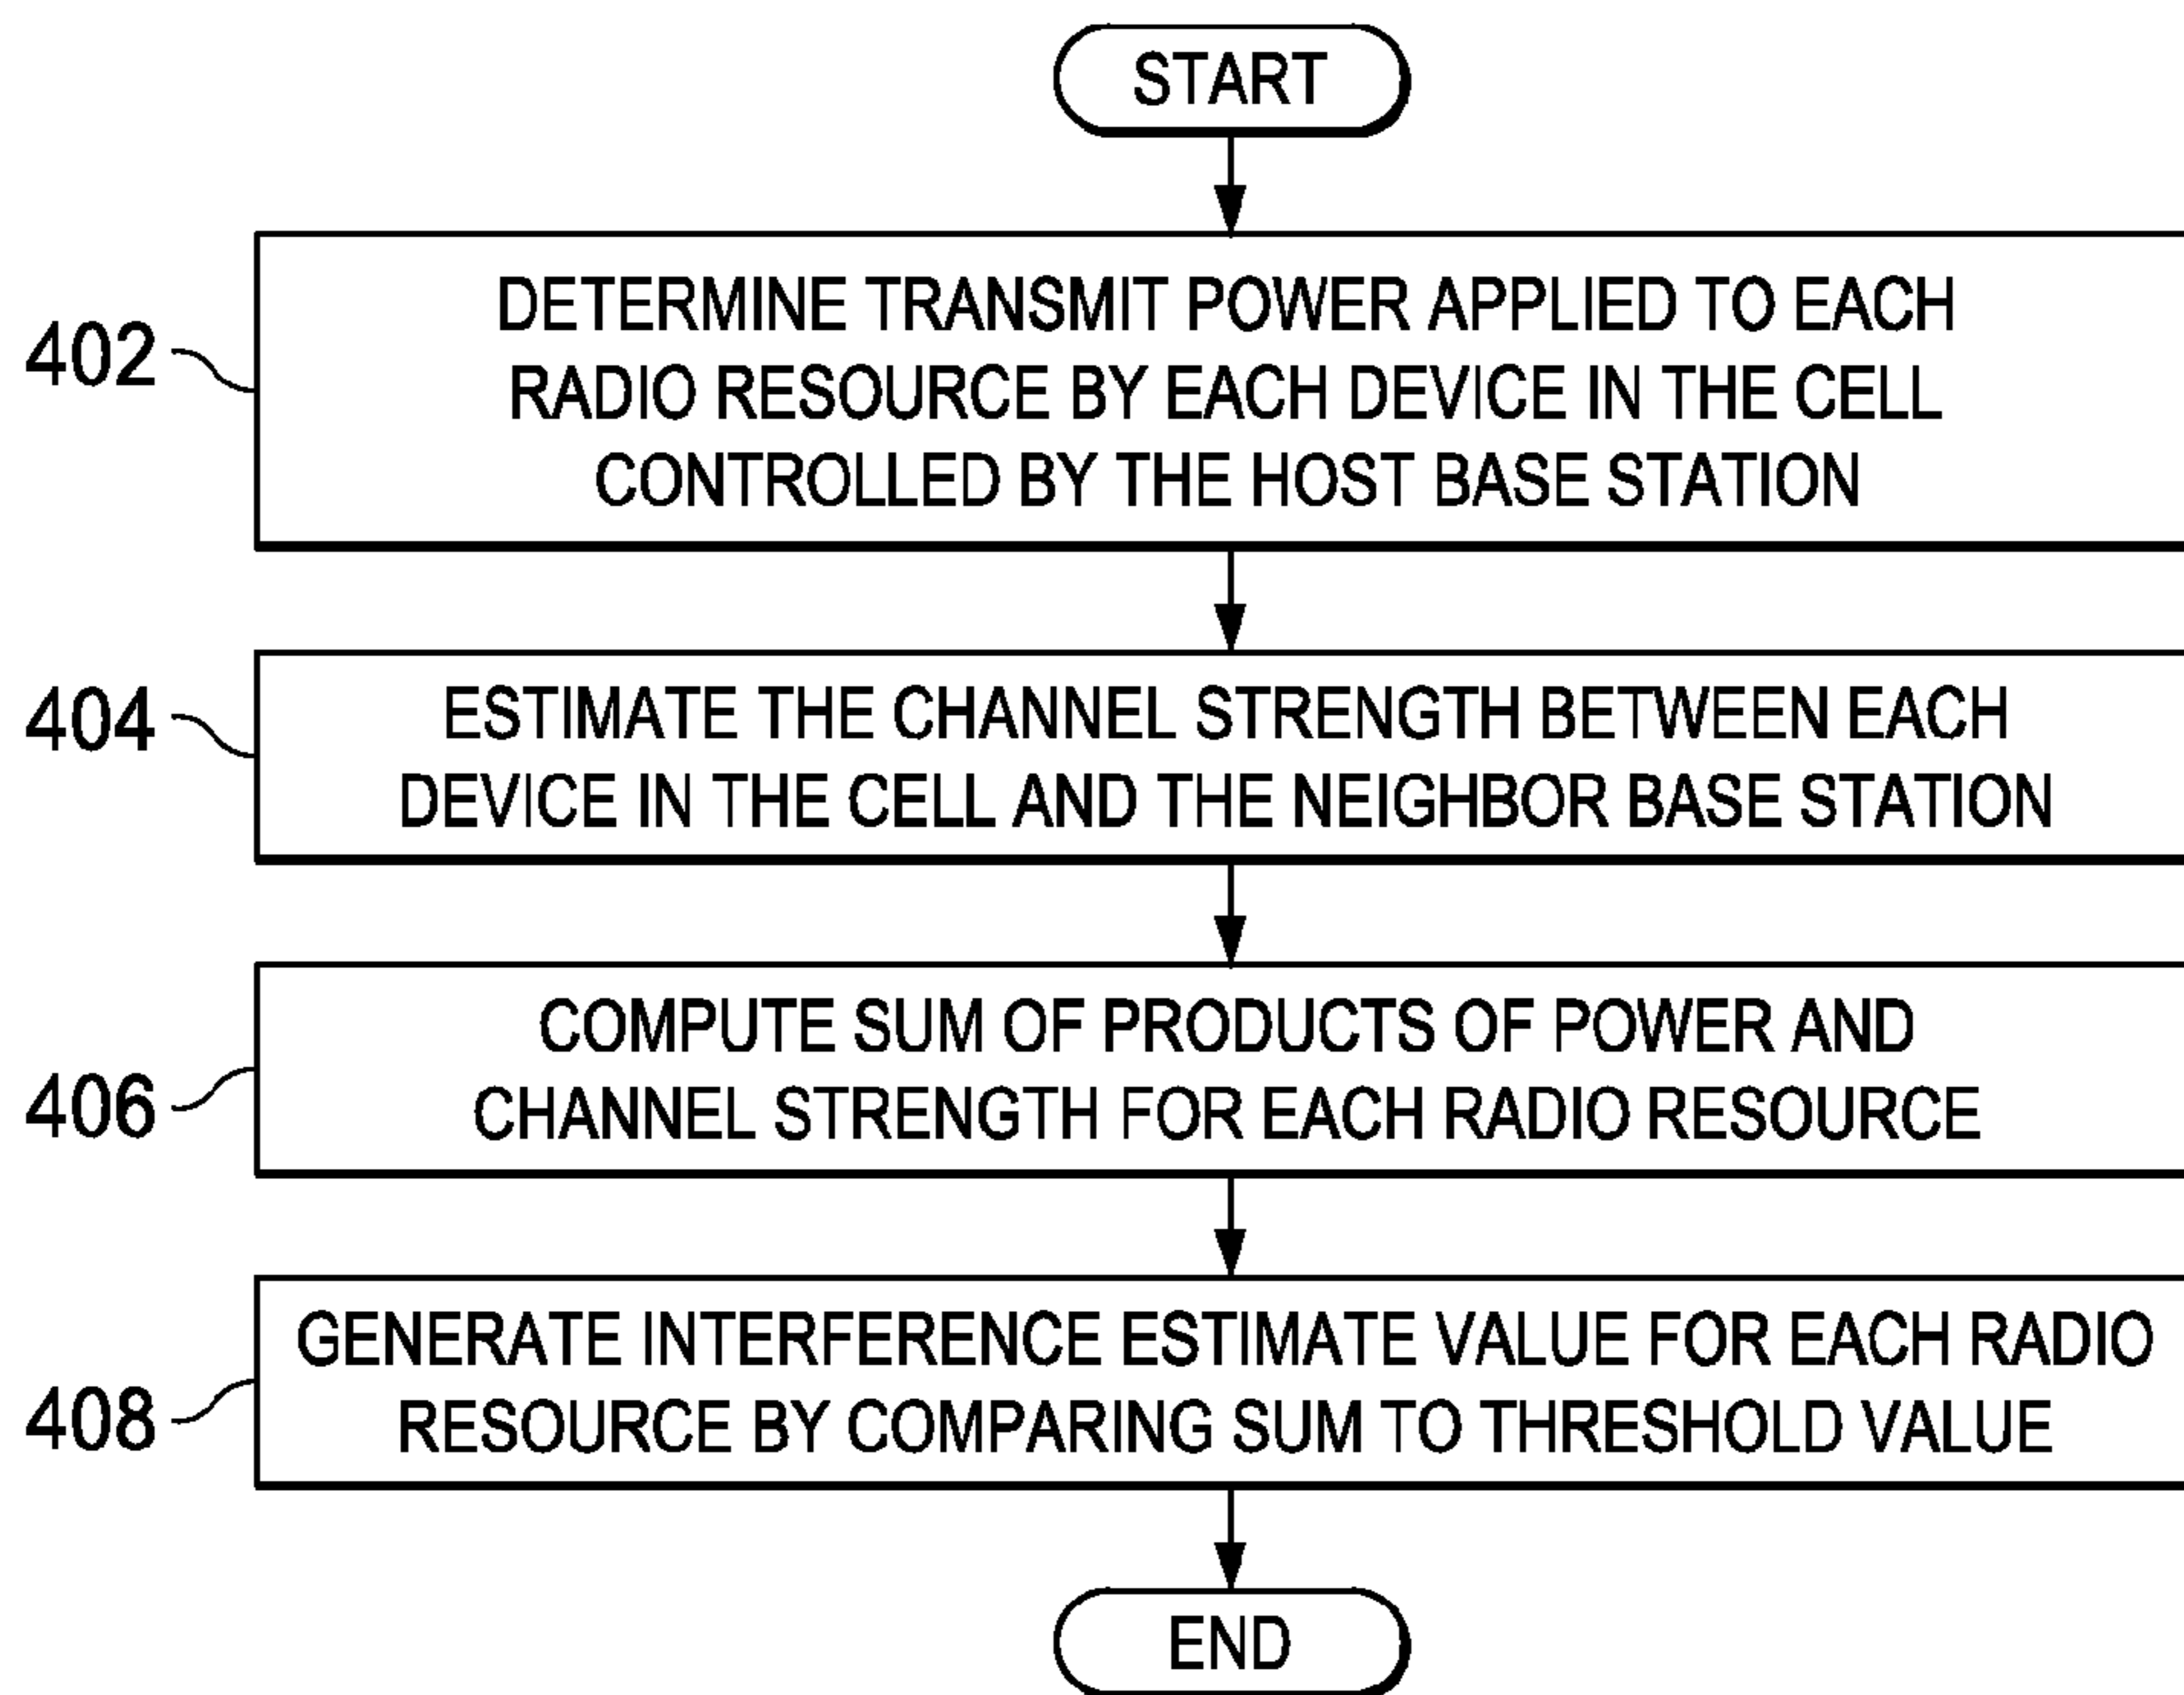 START
402
DETERMINE TRANSMIT POWER APPLIED TO EACH
RADIO RESOURCE BY EACH DEVICE IN THE CELL
CONTROLLED BY THE HOST BASE STATION
404
ESTIMATE THE CHANNEL STRENGTH BETWEEN EACH
DEVICE IN THE CELL AND THE NEIGHBOR BASE STATION
406
COMPUTE SUM OF PRODUCTS OF POWER AND
CHANNEL STRENGTH FOR EACH RADIO RESOURCE
408
GENERATE INTERFERENCE ESTIMATE VALUE FOR EACH RADIO
RESOURCE BY COMPARING SUM TO THRESHOLD VALUE
END